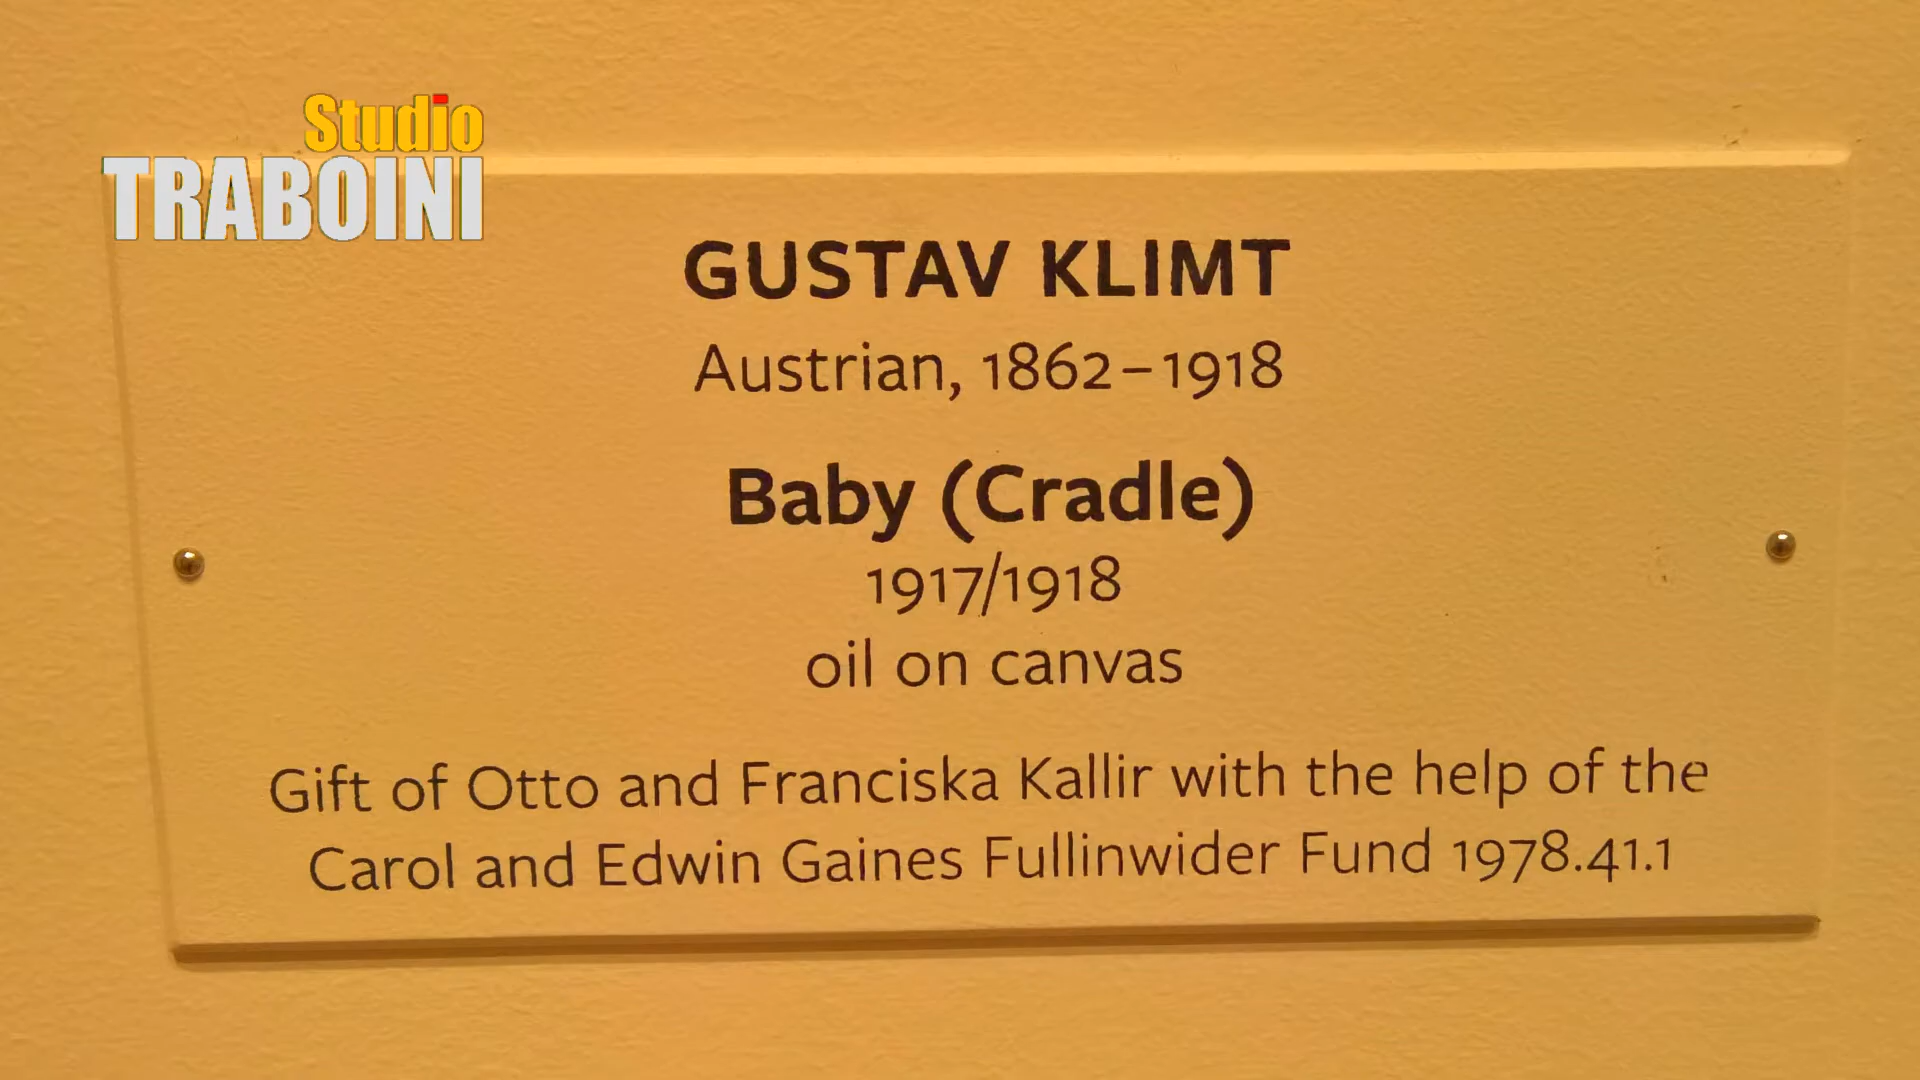 Studio
TRABOINI
GUSTAV KLIMT
Austrian, 1862–1918
Baby (Cradle)
1917/1918
oil on canvas
Gift of Otto and Franciska Kallir with the help of the
Carol and Edwin Gaines Fullinwider Fund 1978.41.1